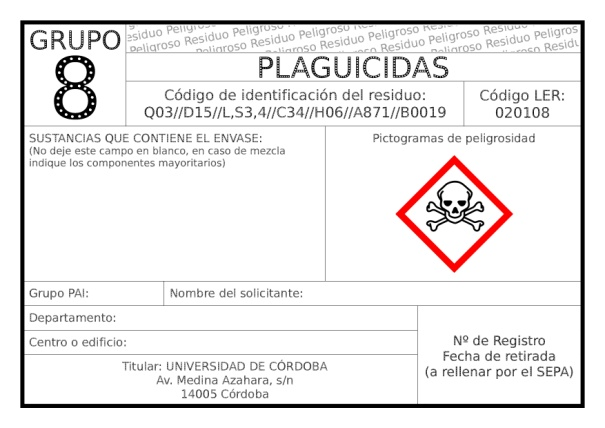 GRUPO
8
Residuo Peligroso Residuo Peligroso Residuo Peligroso Residuo Peligroso
Peligroso Residuo Peligroso Residuo Peligroso Residuo Peligroso Residuo
PLAGUICIDAS
Código de identificación del residuo:
Q03//D15//L,S3,4//C34//H06//A871//B0019
Código LER:
020108
SUSTANCIAS QUE CONTIENE EL ENVASE:
(No deje este campo en blanco, en caso de mezcla
indique los componentes mayoritarios)
Pictogramas de peligrosidad
Grupo PAI:
Nombre del solicitante:
Departamento:
Centro o edificio:
Titular: UNIVERSIDAD DE CÓRDOBA
Av. Medina Azahara, s/n
14005 Córdoba
Nº de Registro
Fecha de retirada
(a rellenar por el SEPA)